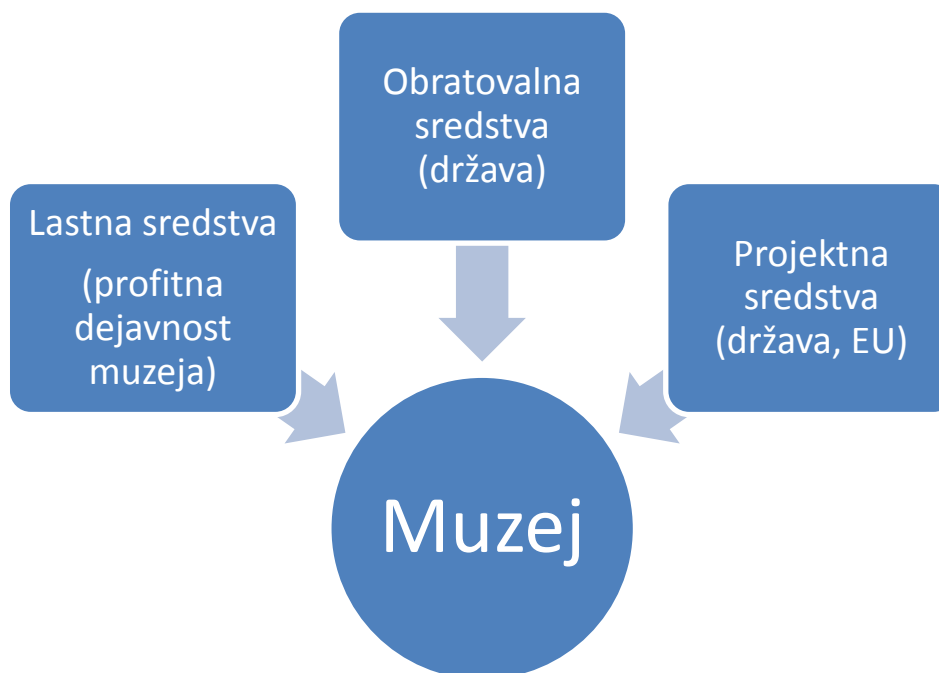 Obratovalna
sredstva
(država)
Lastna sredstva
(profitna
dejavnost
muzeja)
Projektna
sredstva
(država, EU)
Muzej